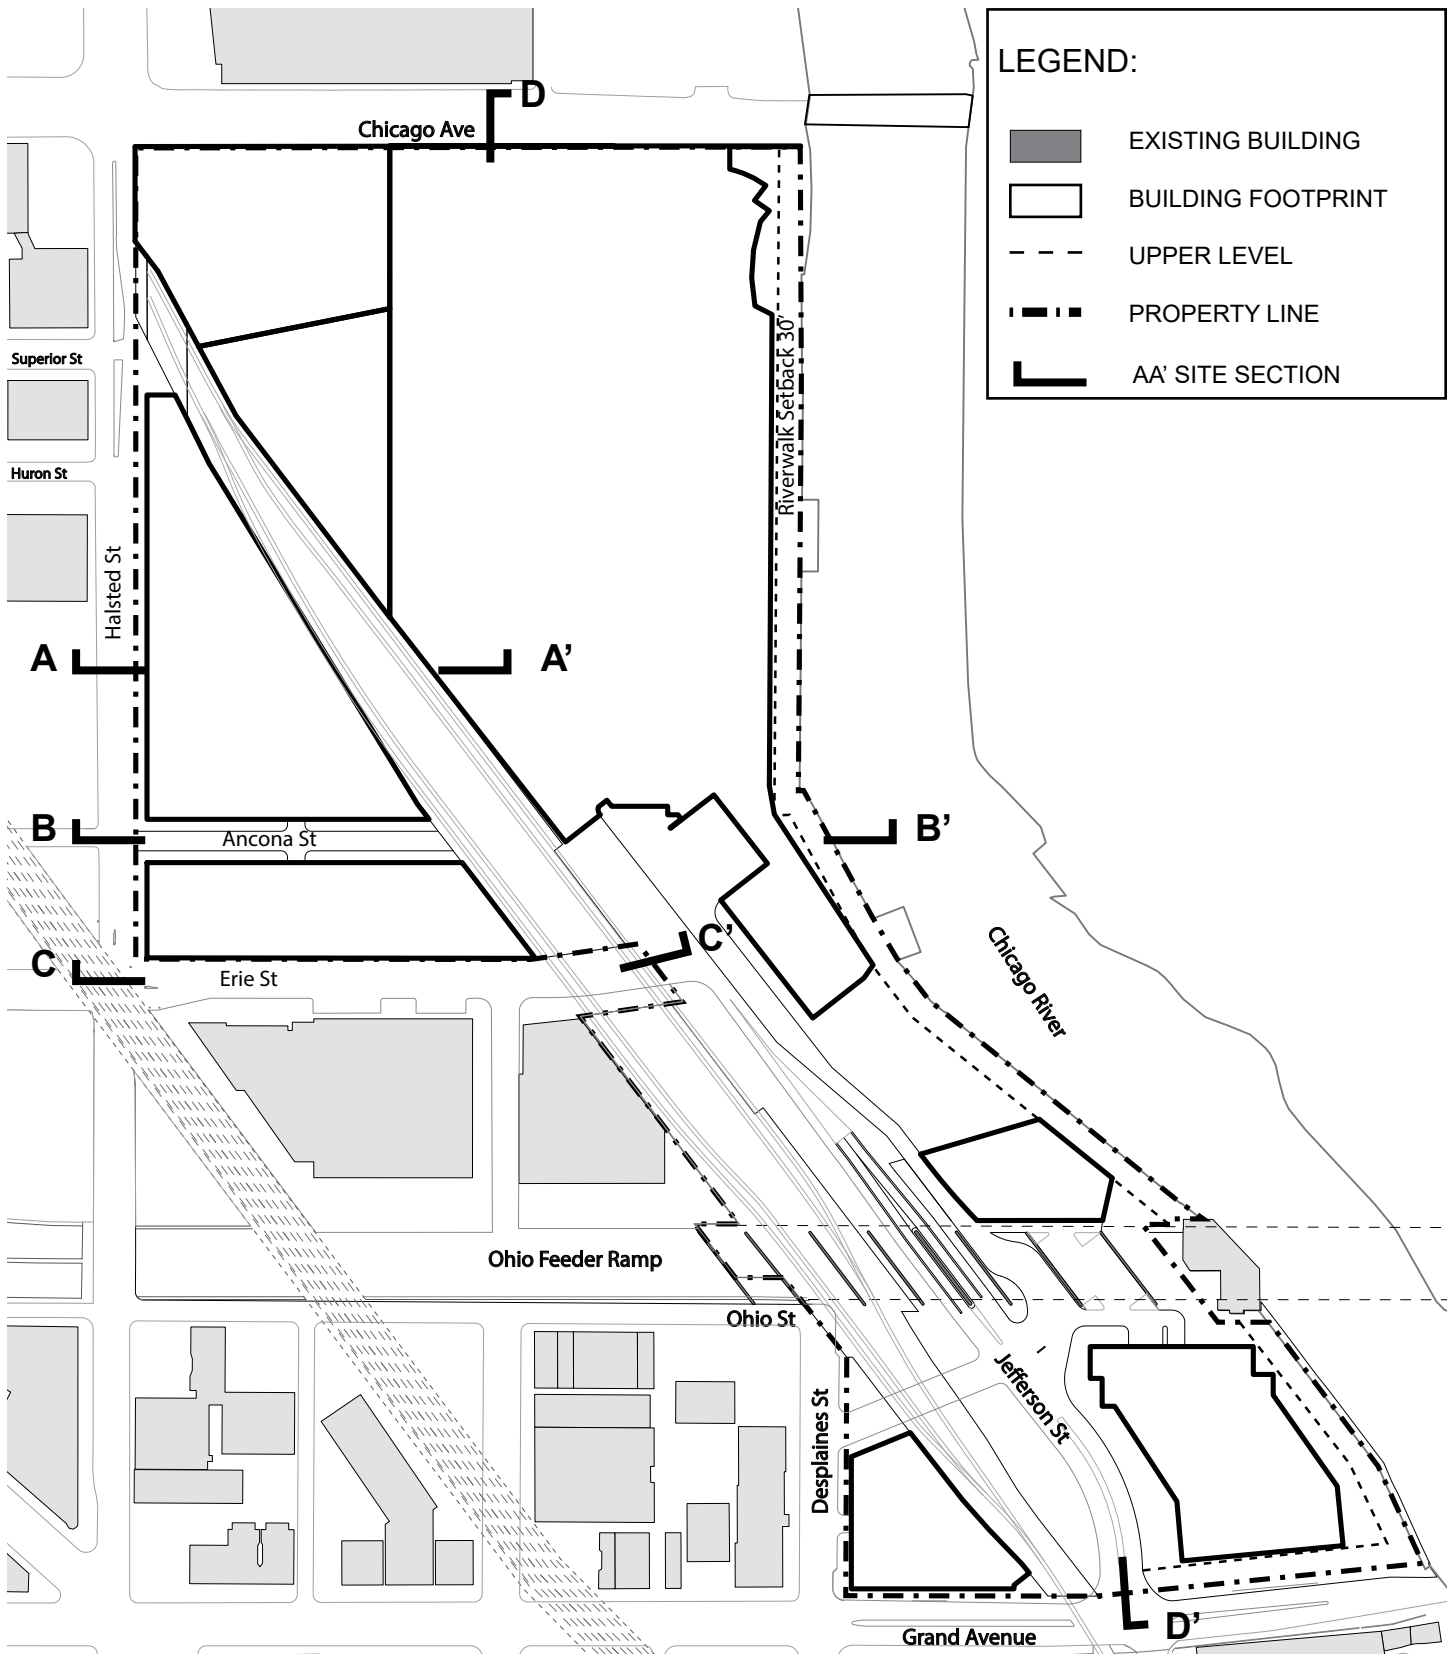 LEGEND:
EXISTING BUILDING
BUILDING FOOTPRINT
UPPER LEVEL
PROPERTY LINE
AA’ SITE SECTION
D
Chicago Ave
Superior St
Huron St
Riverwalk Setback 30'
Halsted St
A
A’
B
Ancona St
B’
C
C’
Erie St
Chicago River
Ohio Feeder Ramp
Ohio St
Jefferson St
Desplaines St
D’
Grand Avenue